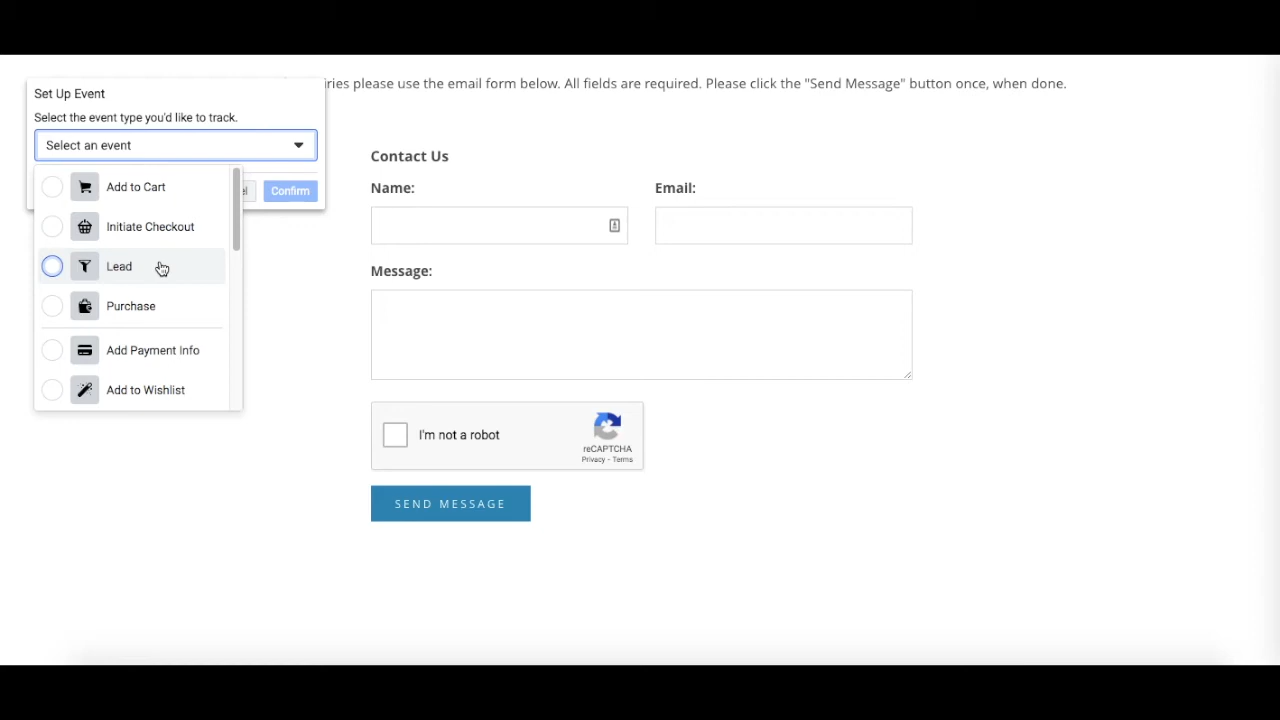 Set Up Event
Select the event type you'd like to track.
Select an event
Add to Cart
Initiate Checkout
Lead
Purchase
Add Payment Info
Add to Wishlist
Confirm
please use the email form below. All fields are required. Please click the "Send Message" button once, when done.
Contact Us
Name:
Email:
Message:
I'm not a robot
reCAPTCHA
Privacy - Terms
SEND MESSAGE